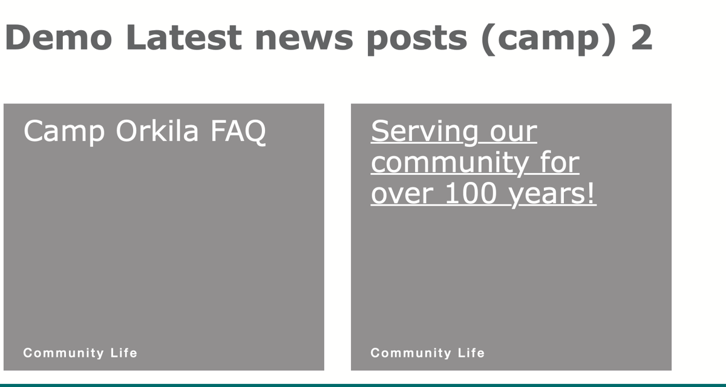 Demo Latest news posts (camp) 2
Camp Orkila FAQ
Serving our
community for
over 100 years!
Community Life
Community Life